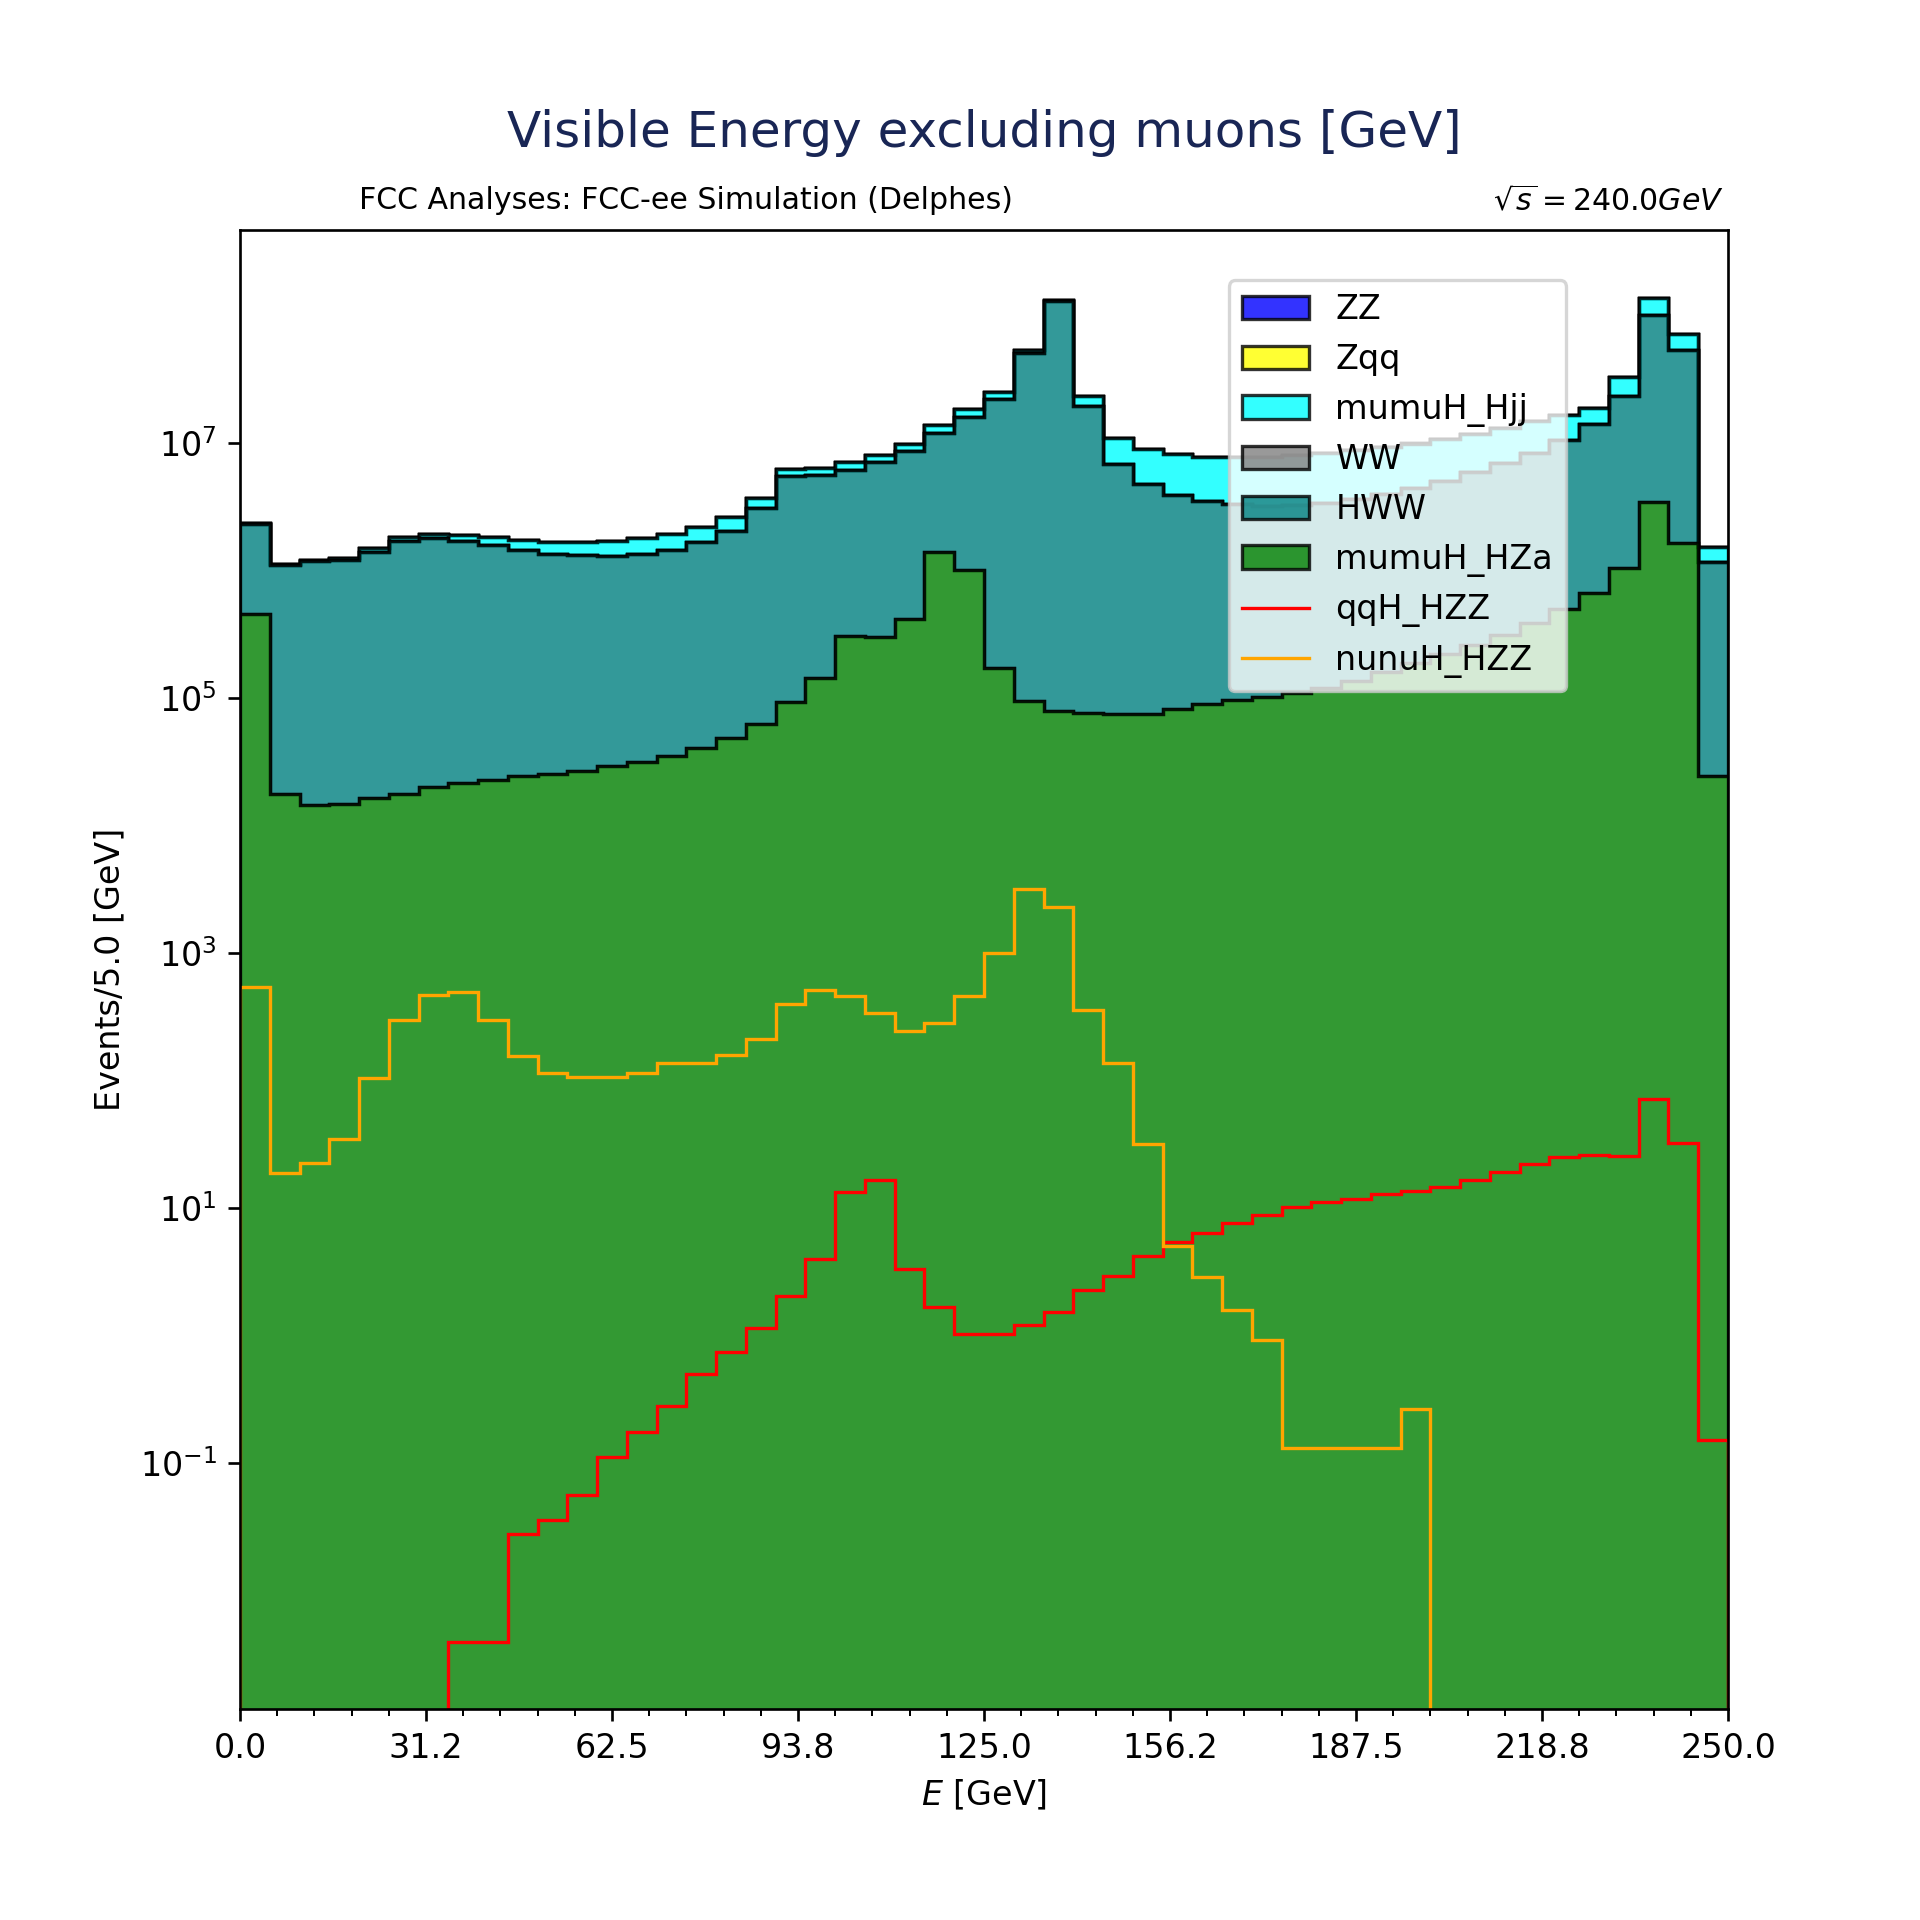 Visible Energy excluding muons [GeV]
FCC Analyses: FCC-ee Simulation (Delphes)
√s = 240.0GeV
ZZ
Zqq
mumuH_Hjj
WW
HWW
mumuH_HZa
qqH_HZZ
nunuH_HZZ
10⁷
10⁵
10³
10¹
10⁻¹
Events/5.0 [GeV]
0.0 31.2 62.5 93.8 125.0 156.2 187.5 218.8 250.0
E [GeV]